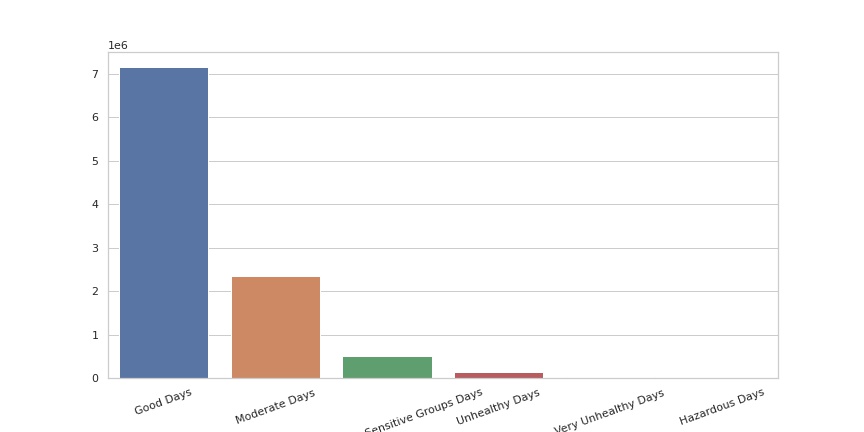 1e6
7
6
5
4
3
2
1
0
Good Days
Moderate Days
Sensitive Groups Days
Unhealthy Days
Very Unhealthy Days
Hazardous Days